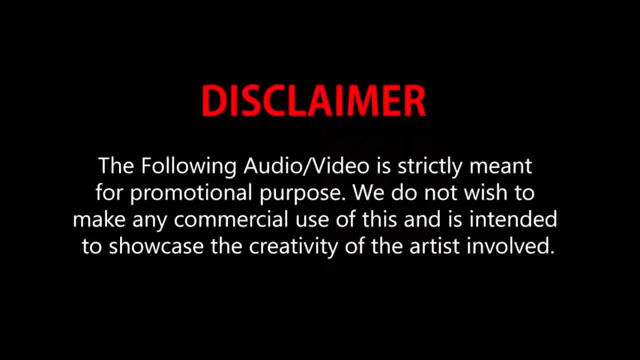 DISCLAIMER
The Following Audio/Video is strictly meant
for promotional purpose. We do not wish to
make any commercial use of this and is intended
to showcase the creativity of the artist involved.